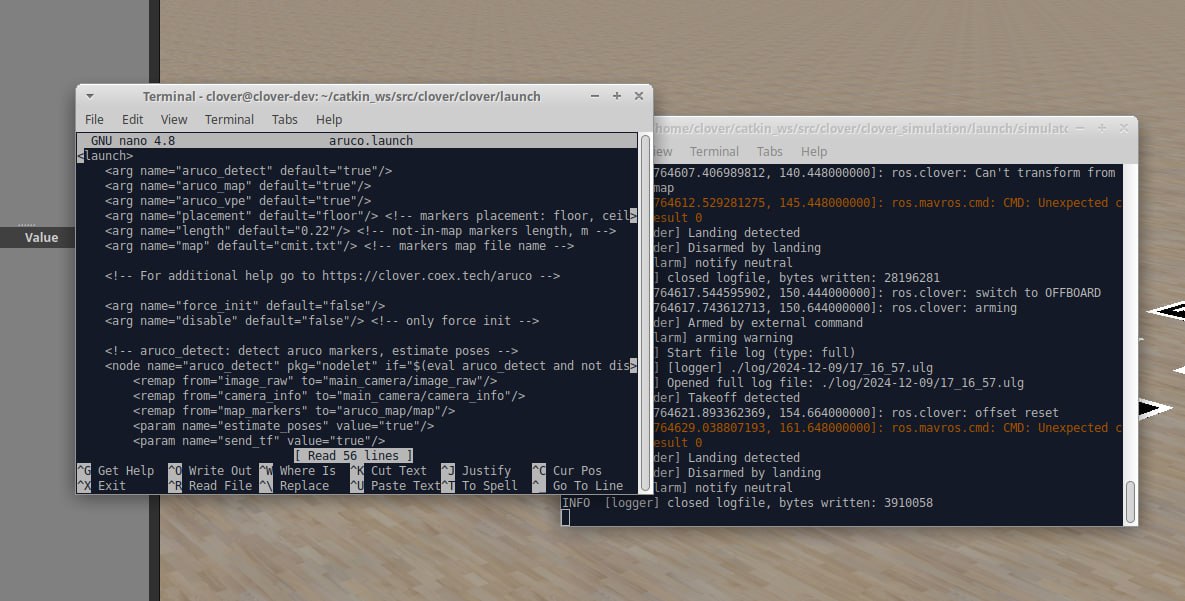 Value
Terminal - clover@clover-dev: ~/catkin_ws/src/clover/clover/launch
File Edit View Terminal Tabs Help
GNU nano 4.8 aruco.launch
<launch>
<arg name="aruco_detect" default="true"/>
<arg name="aruco_map" default="true"/>
<arg name="aruco_vpe" default="true"/>
<arg name="placement" default="floor"/> <!-- markers placement: floor, ceil>
<arg name="length" default="0.22"/> <!-- not-in-map markers length, m -->
<arg name="map" default="cmit.txt"/> <!-- markers map file name -->
<!-- For additional help go to https://clover.coex.tech/aruco -->
<arg name="force_init" default="false"/>
<arg name="disable" default="false"/> <!-- only force init -->
<!-- aruco_detect: detect aruco markers, estimate poses -->
<node name="aruco_detect" pkg="nodelet" if="$(eval aruco_detect and not dis>
<remap from="image_raw" to="main_camera/image_raw"/>
<remap from="camera_info" to="main_camera/camera_info"/>
<remap from="map_markers" to="aruco_map/map"/>
<param name="estimate_poses" value="true"/>
<param name="send_tf" value="true"/>
[ Read 56 lines ]
^G Get Help ^O Write Out ^W Where Is ^K Cut Text ^J Justify ^C Cur Pos
^X Exit ^R Read File ^\ Replace ^U Paste Text ^T To Spell ^_ Go To Line
home/clover/catkin_ws/src/clover/clover_simulation/launch/simulato
iew Terminal Tabs Help
764607.406989812, 140.448000000]: ros.clover: Can't transform from
map
764612.529281275, 145.448000000]: ros.mavros.cmd: CMD: Unexpected c
esult 0
der] Landing detected
der] Disarmed by landing
larm] notify neutral
] closed logfile, bytes written: 28196281
764617.544595902, 150.444000000]: ros.clover: switch to OFFBOARD
764617.743612713, 150.644000000]: ros.clover: arming
der] Armed by external command
larm] arming warning
] Start file log (type: full)
] [logger] ./log/2024-12-09/17_16_57.ulg
] Opened full log file: ./log/2024-12-09/17_16_57.ulg
der] Takeoff detected
764621.893362369, 154.664000000]: ros.clover: offset reset
764629.038807193, 161.648000000]: ros.mavros.cmd: CMD: Unexpected c
esult 0
der] Landing detected
der] Disarmed by landing
larm] notify neutral
INFO [logger] closed logfile, bytes written: 3910058